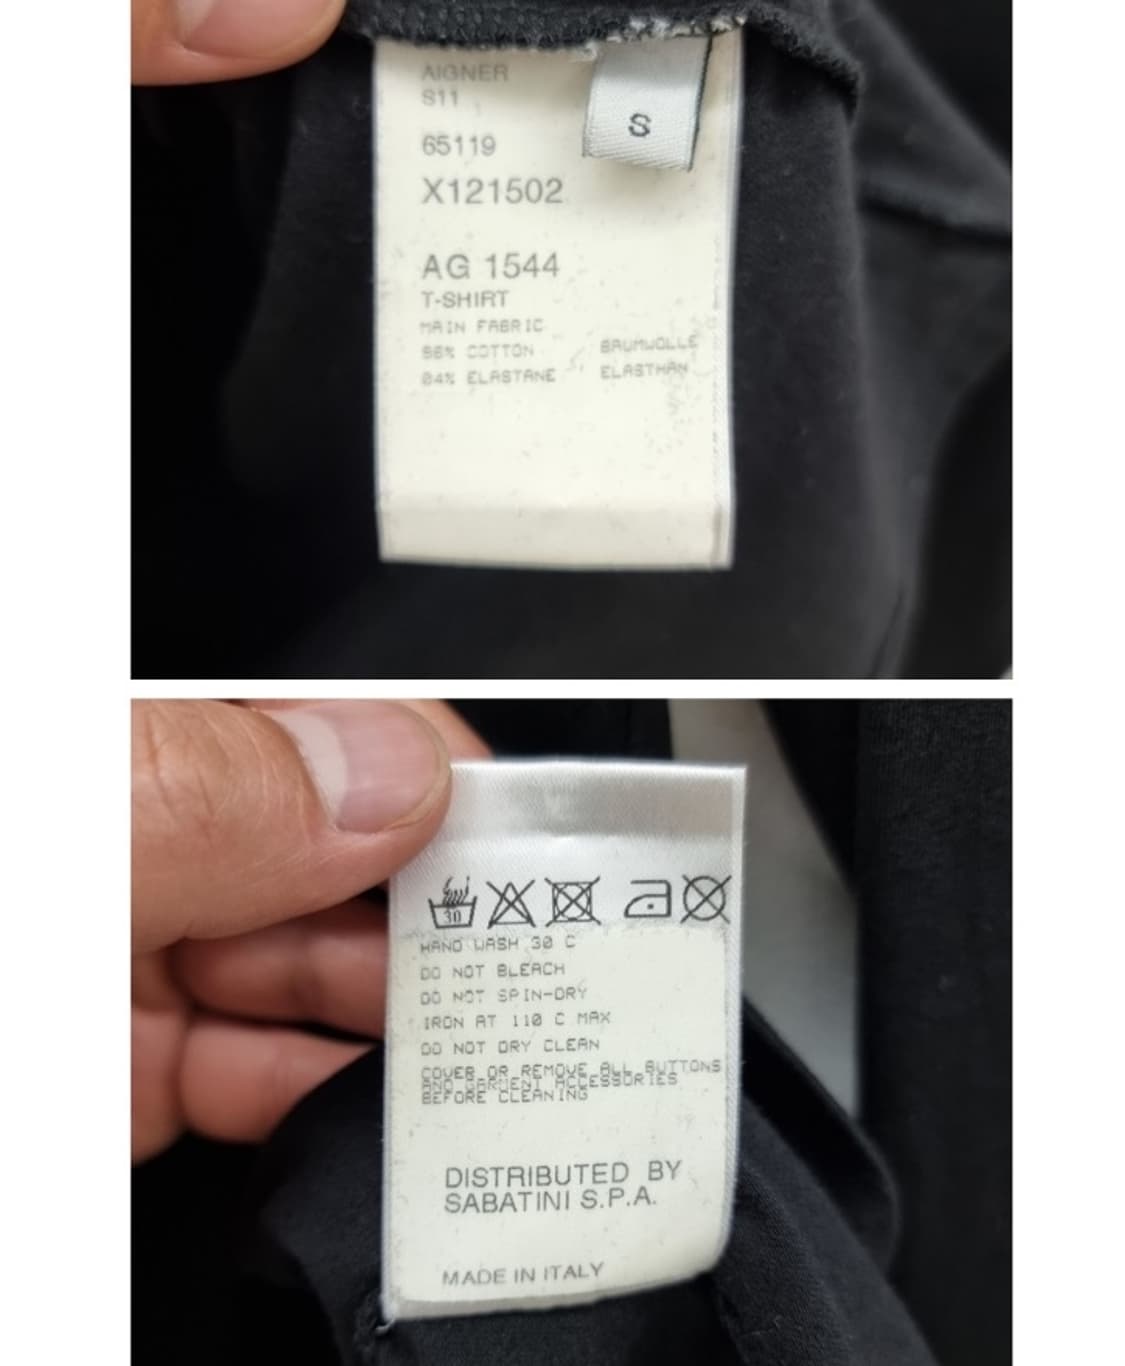 AIGNER
S11
S
65119
X121502
AG 1544
T-SHIRT
MAIN FABRIC
96% COTTON BAUMWOLLE
04% ELASTANE ELASTHAN
30
HAND WASH 30 C
DO NOT BLEACH
DO NOT SPIN-DRY
IRON AT 110 C MAX
DO NOT DRY CLEAN
COVER OR REMOVE ALL BUTTONS
AND GARMENT ACCESSORIES
BEFORE CLEANING
DISTRIBUTED BY
SABATINI S.P.A.
MADE IN ITALY